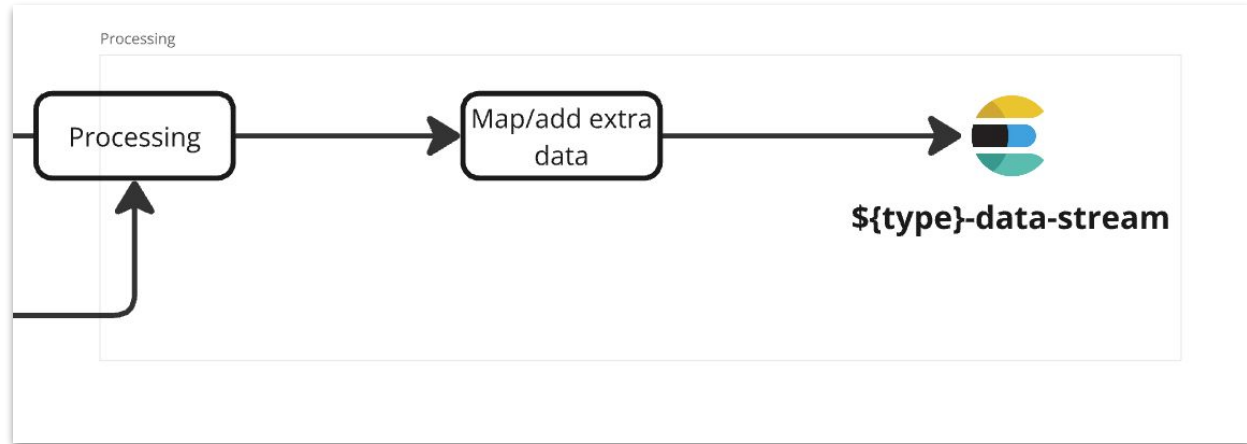 Processing
Processing
Map/add extra
data
${type}-data-stream